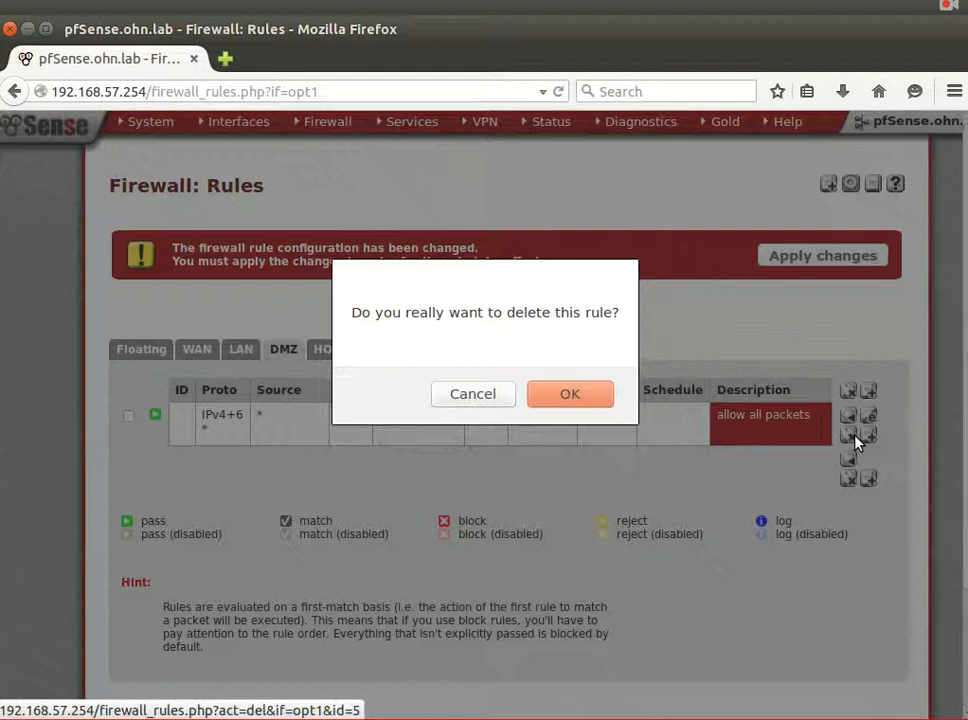 pfSense.ohn.lab - Firewall: Rules - Mozilla Firefox
pfSense.ohn.lab - Fir...
192.168.57.254/firewall_rules.php?if=opt1
Search
Sense
System
Interfaces
Firewall
Services
VPN
Status
Diagnostics
Gold
Help
pfSense.ohn.
Firewall: Rules
The firewall rule configuration has been changed.
You must apply the
Apply changes
Do you really want to delete this rule?
Cancel
OK
Floating
WAN
LAN
DMZ
HO
ID
Proto
Source
Schedule
Description
IPv4+6
*
*
allow all packets
pass
match
block
reject
log
pass (disabled)
match (disabled)
block (disabled)
reject (disabled)
log (disabled)
Hint:
Rules are evaluated on a first-match basis (i.e. the action of the first rule to match
a packet will be executed). This means that if you use block rules, you'll have to
pay attention to the rule order. Everything that isn't explicitly passed is blocked by
default.
192.168.57.254/firewall_rules.php?act=del&if=opt1&id=5